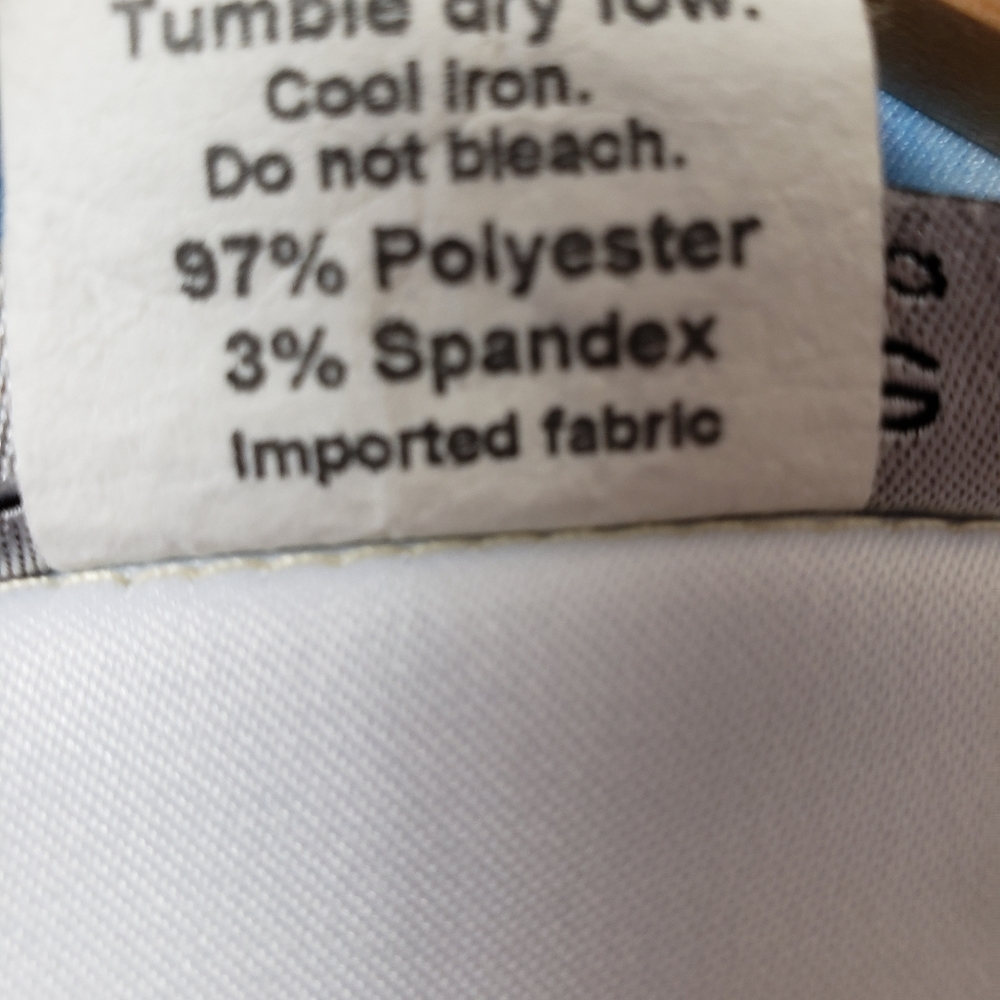 Tumble dry low.
Cool iron.
Do not bleach.
97% Polyester
3% Spandex
Imported fabric